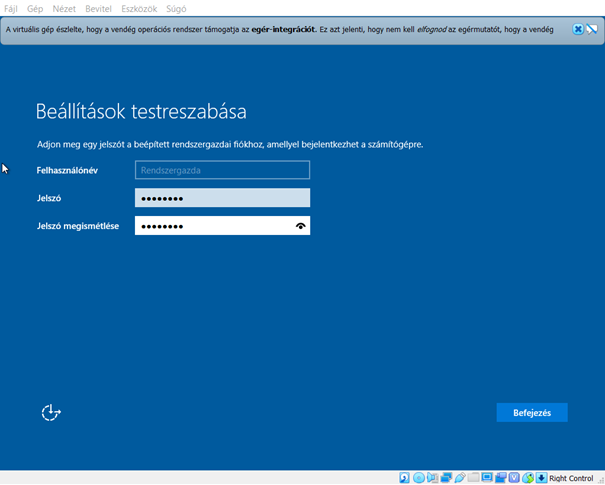 Fájl Gép Nézet Bevitel Eszközök Súgó
A virtuális gép észlelte, hogy a vendég operációs rendszer támogatja az egér-integrációt. Ez azt jelenti, hogy nem kell elfognod az egérmutatót, hogy a vendég
Beállítások testreszabása
Adjon meg egy jelszót a beépített rendszergazdai fiókhoz, amellyel bejelentkezhet a számítógépre.
Felhasználónév Rendszergazda
Jelszó ●●●●●●●●
Jelszó megismétlése ●●●●●●●●
Befejezés
Right Control